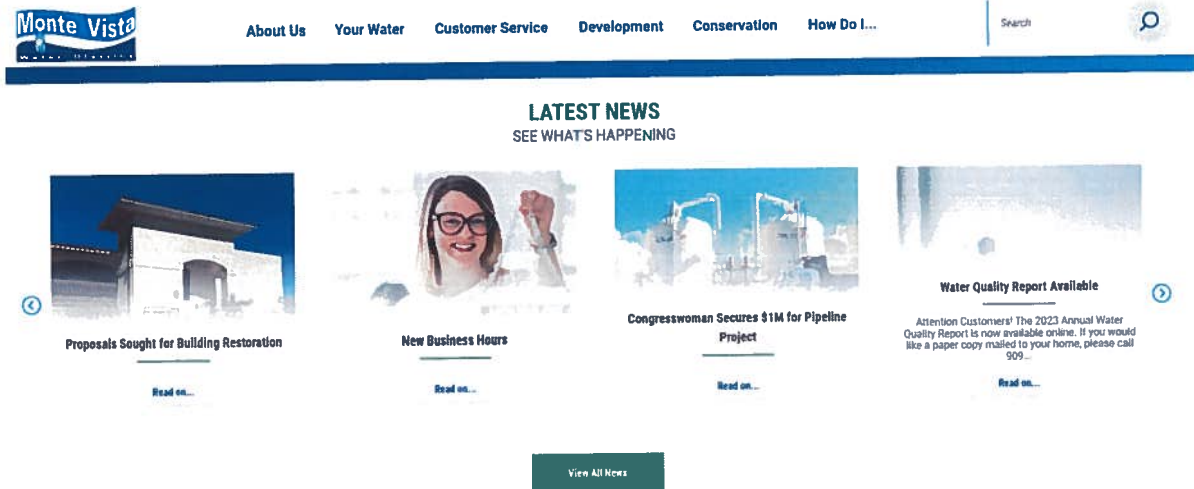 Monte Vista
Water District
About Us
Your Water
Customer Service
Development
Conservation
How Do I...
Search
LATEST NEWS
SEE WHAT'S HAPPENING
Proposals Sought for Building Restoration
Read on...
New Business Hours
Read on...
Congresswoman Secures $1M for Pipeline
Project
Read on...
Water Quality Report Available
Attention Customers! The 2023 Annual Water
Quality Report is now available online. If you would
like a paper copy mailed to your home, please call
909...
Read on...
View All News